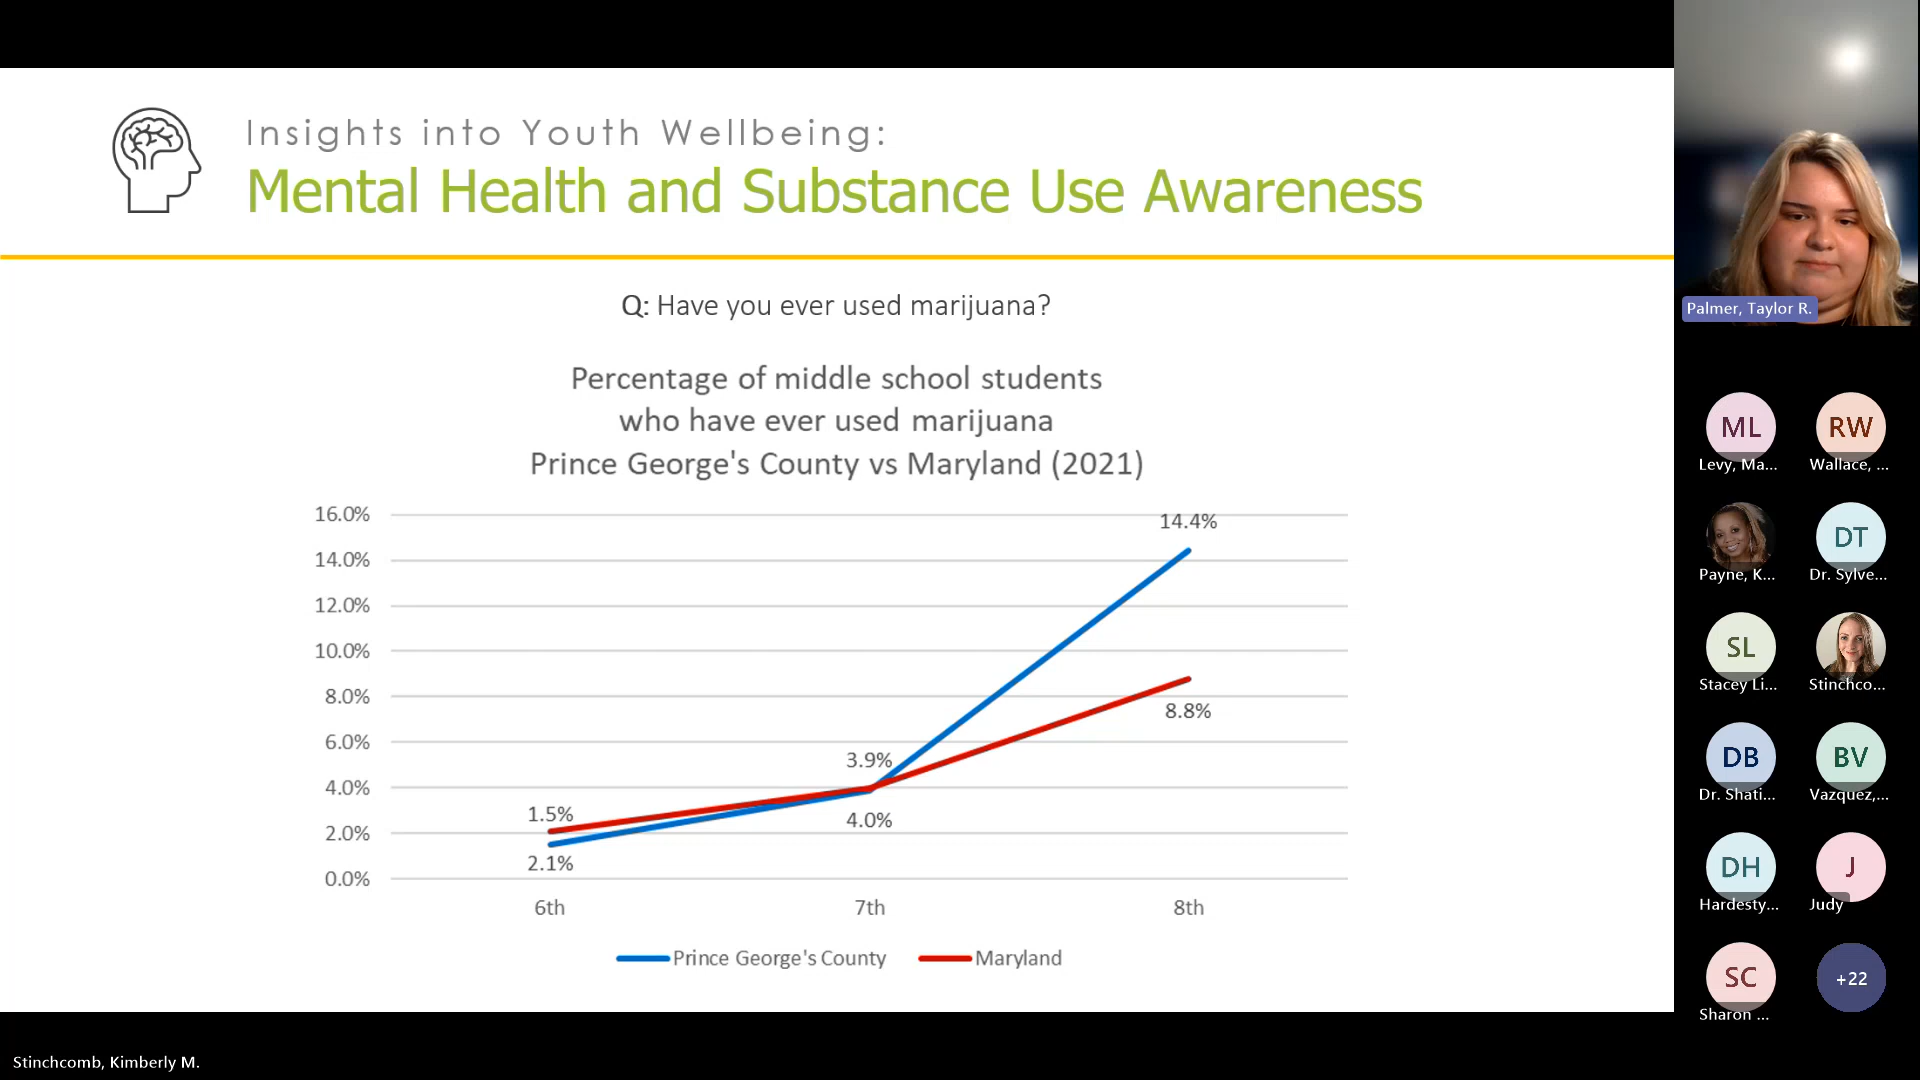 Insights into Youth Wellbeing:
Mental Health and Substance Use Awareness
Q: Have you ever used marijuana?
Percentage of middle school students
who have ever used marijuana
Prince George's County vs Maryland (2021)
16.0%
14.0%
12.0%
10.0%
8.0%
6.0%
4.0%
2.0%
0.0%
1.5%
2.1%
3.9%
4.0%
14.4%
8.8%
6th 7th 8th
Prince George's County Maryland
Palmer, Taylor R.
ML RW
Levy, Ma... Wallace, ...
DT
Payne, K... Dr. Sylve...
SL
Stacey Li... Stinchco...
DB BV
Dr. Shati... Vazquez,...
DH J
Hardesty... Judy
SC +22
Sharon ...
Stinchcomb, Kimberly M.